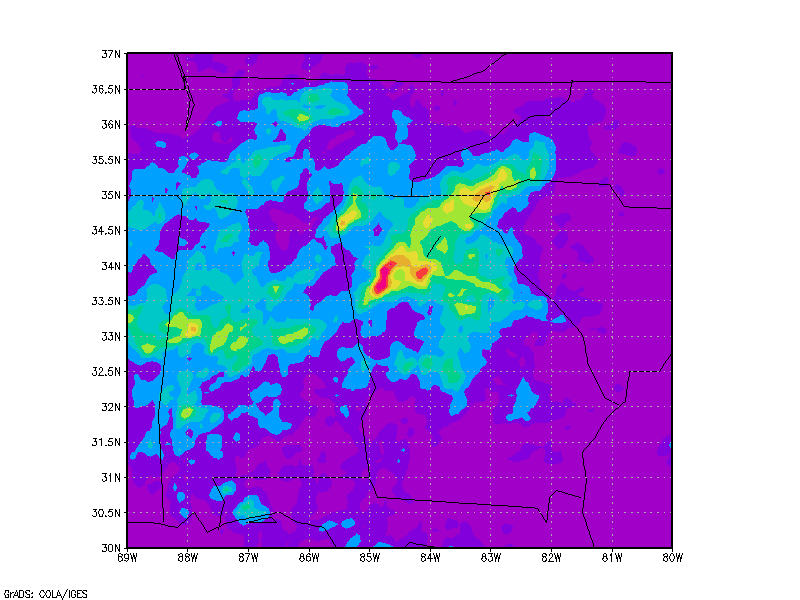 37N
36.5N
36N
35.5N
35N
34.5N
34N
33.5N
33N
32.5N
32N
31.5N
31N
30.5N
30N
89W 88W 87W 86W 85W 84W 83W 82W 81W 80W
GrADS: COLA/IGES